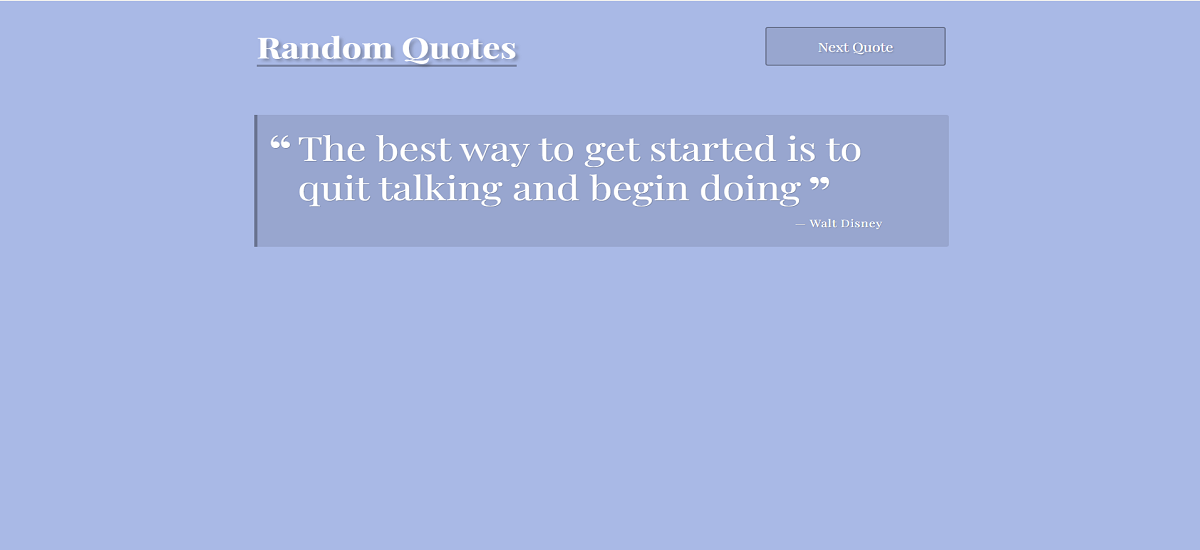 Random Quotes
Next Quote
“ The best way to get started is to
quit talking and begin doing ”
— Walt Disney